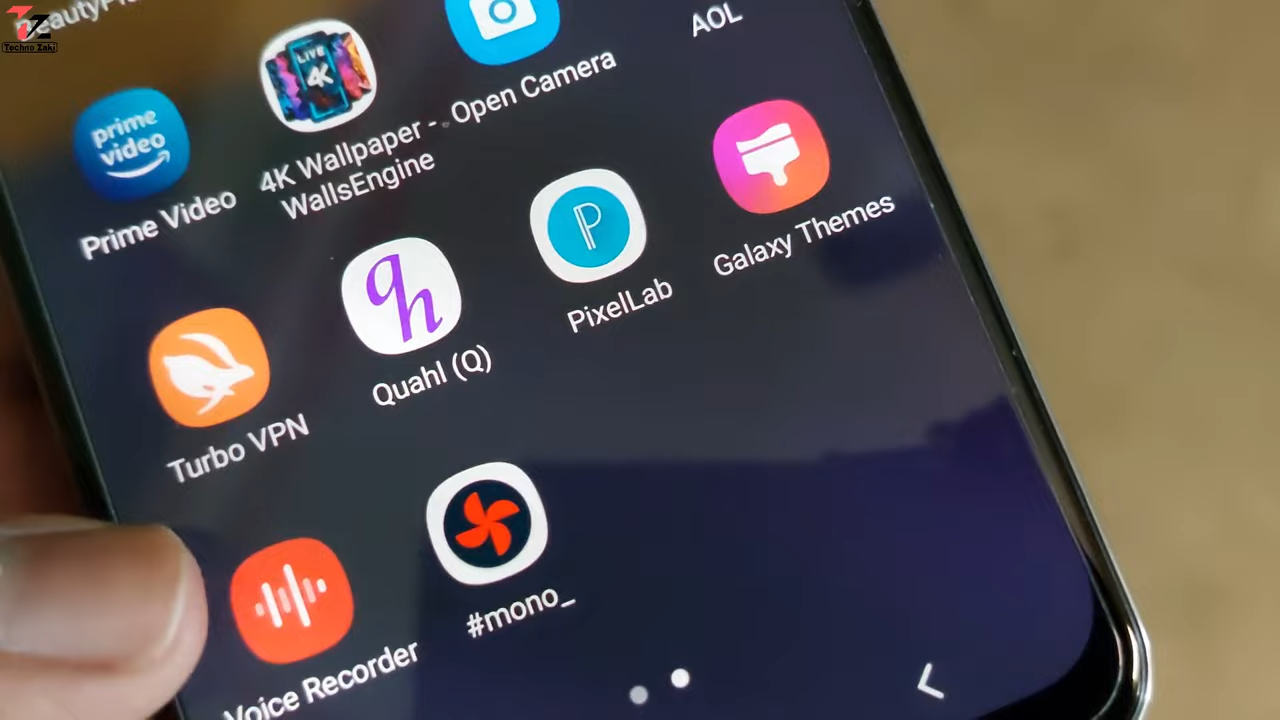 Techno Zaki
AOL
LIVE
4K
prime
video
Prime Video
4K Wallpaper -
WallsEngine
Open Camera
Galaxy Themes
Turbo VPN
qh
Quahl (Q)
P
PixelLab
Voice Recorder
#mono_